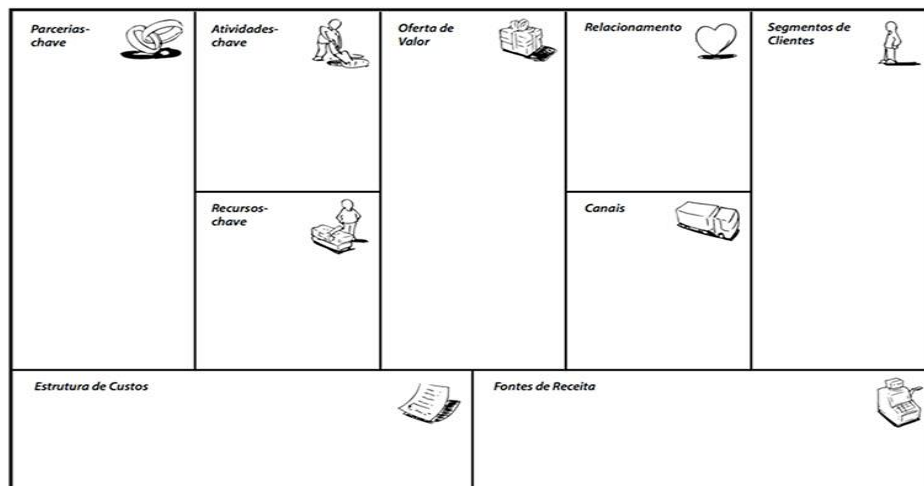 Parcerias-
chave
Atividades-
chave
Oferta de
Valor
Relacionamento
Segmentos de
Clientes
Recursos-
chave
Canais
Estrutura de Custos
Fontes de Receita